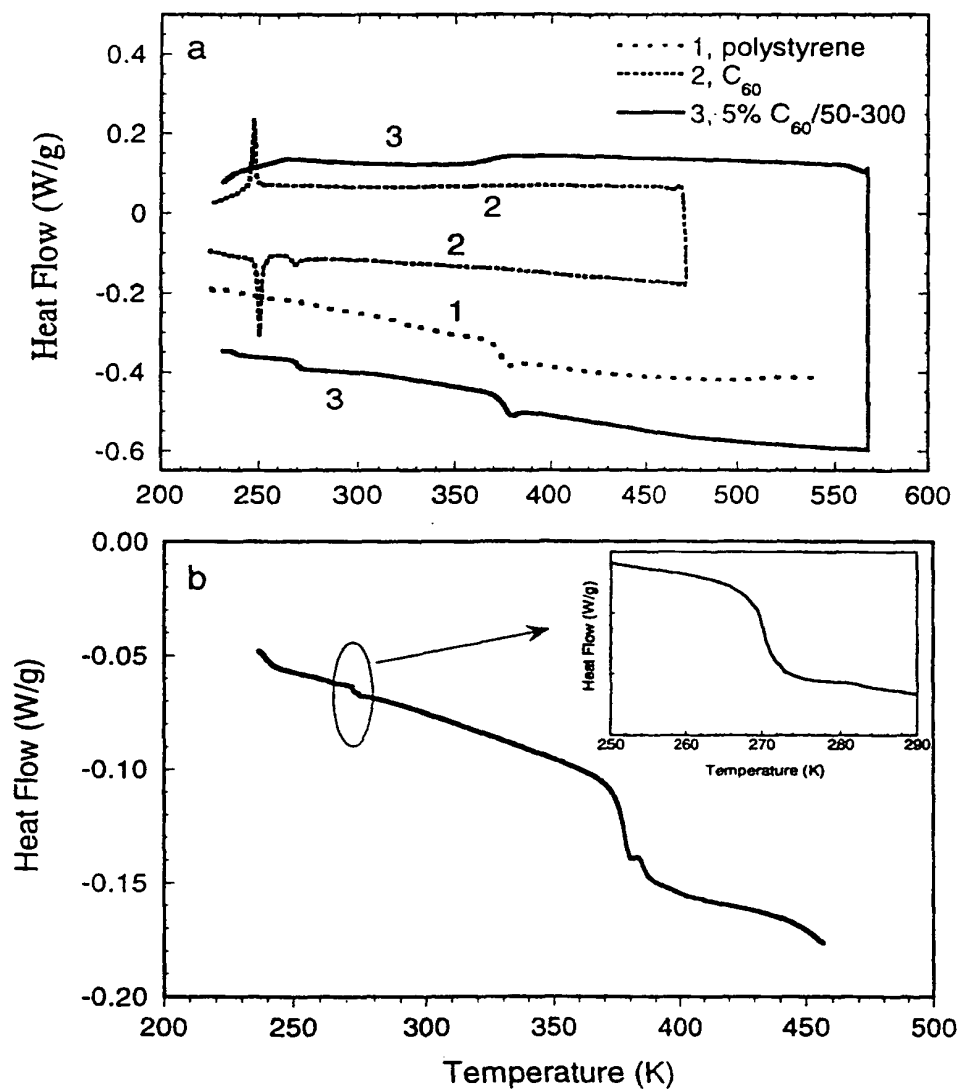 a
1, polystyrene
2, C60
3, 5% C60/50-300
0.4
0.2
0
-0.2
-0.4
-0.6
Heat Flow (W/g)
3
2
2
1
3
200 250 300 350 400 450 500 550 600
b
0.00
-0.05
-0.10
-0.15
-0.20
Heat Flow (W/g)
Heat Flow (W/g)
250 260 270 280 290
Temperature (K)
200 250 300 350 400 450 500
Temperature (K)